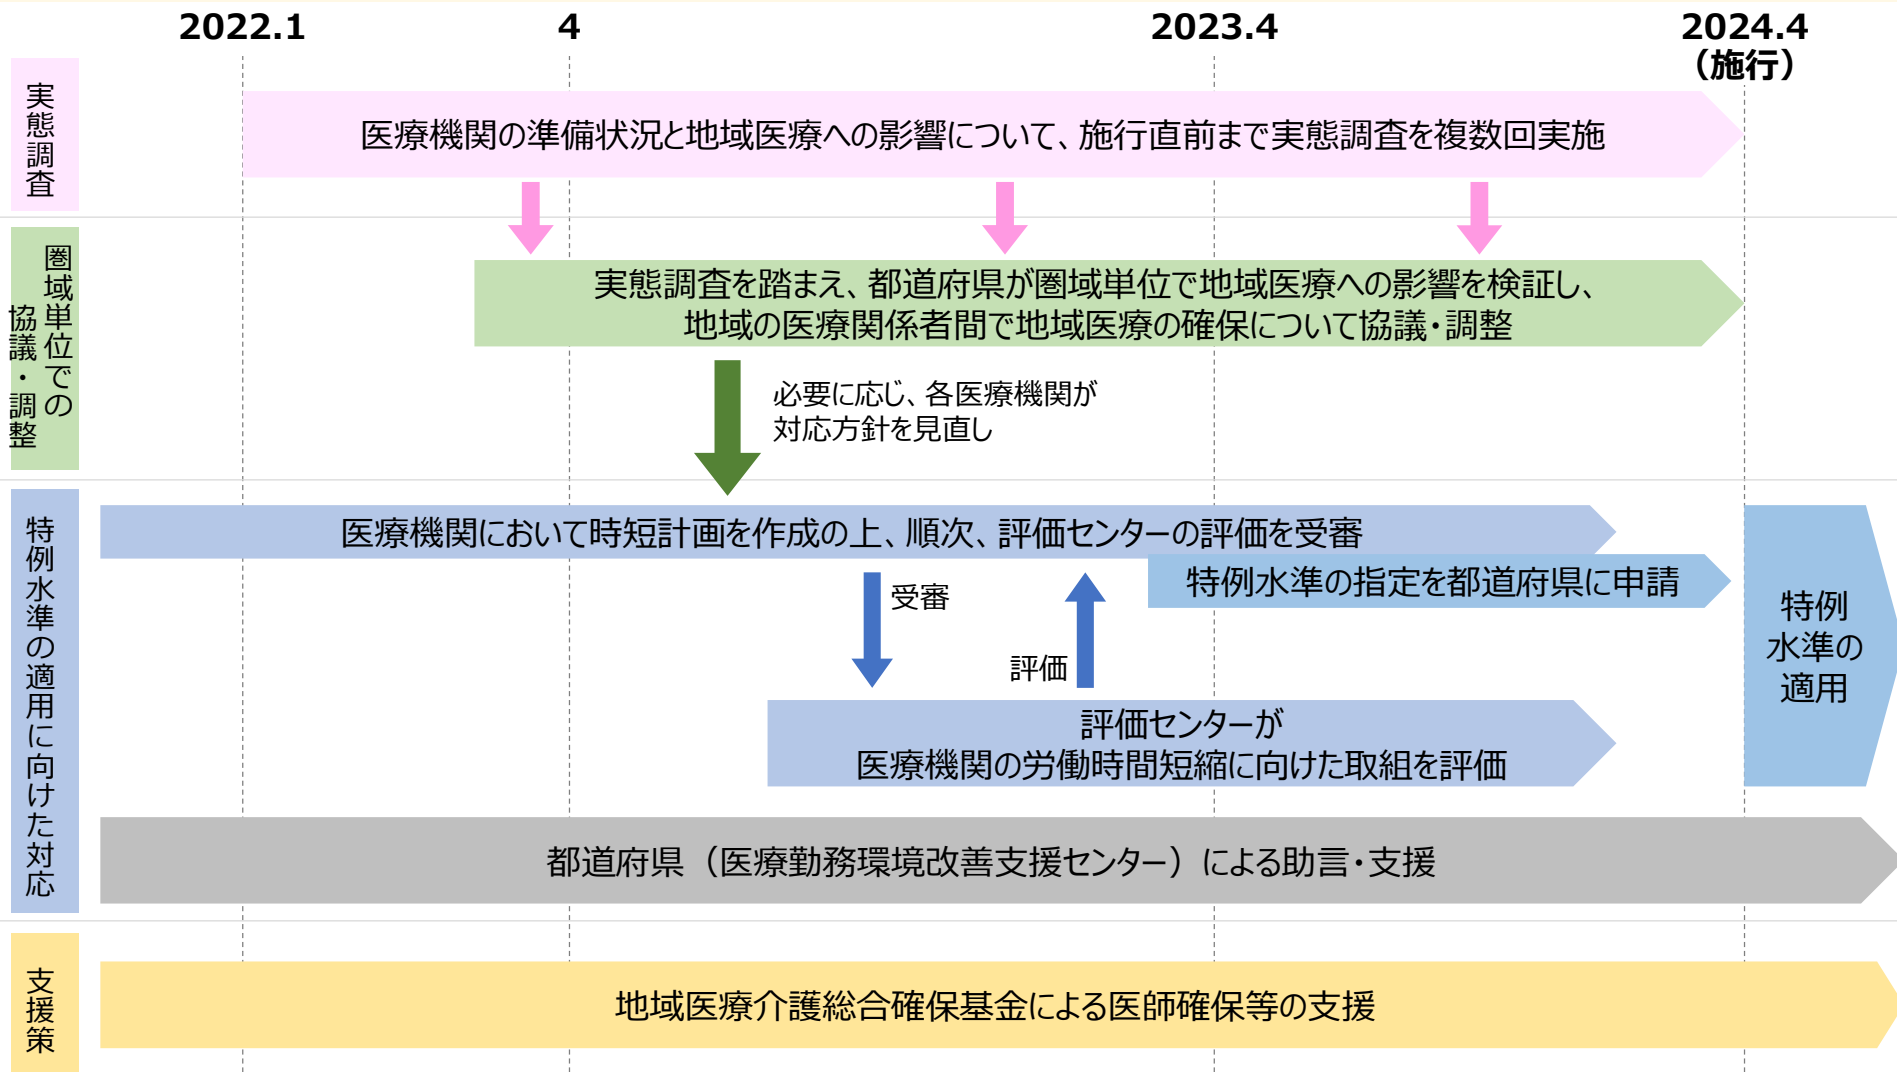 2022.1
4
2023.4
2024.4
（施行）
実態調査
医療機関の準備状況と地域医療への影響について、施行直前まで実態調査を複数回実施
圏域単位での
協議・調整
実態調査を踏まえ、都道府県が圏域単位で地域医療への影響を検証し、
地域の医療関係者間で地域医療の確保について協議・調整
必要に応じ、各医療機関が
対応方針を見直し
特例水準の適用に向けた対応
医療機関において時短計画を作成の上、順次、評価センターの評価を受審
特例水準の指定を都道府県に申請
受審
評価
特例
水準の
適用
評価センターが
医療機関の労働時間短縮に向けた取組を評価
都道府県（医療勤務環境改善支援センター）による助言・支援
支援策
地域医療介護総合確保基金による医師確保等の支援